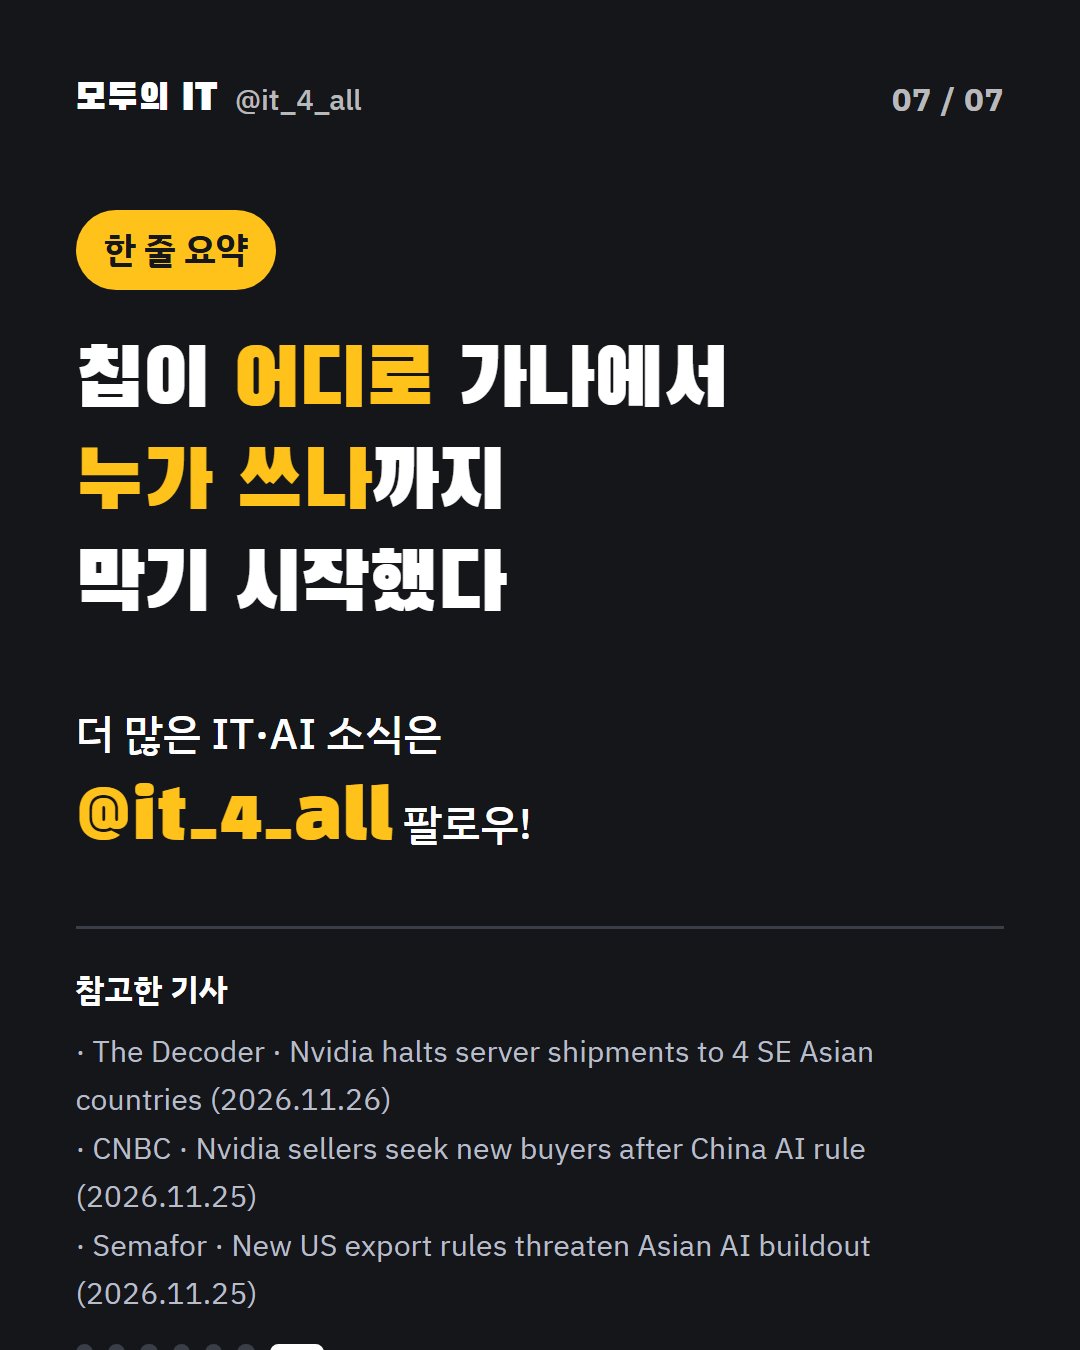 모두의 IT @it_4_all
07 / 07
한 줄 요약
칩이 어디로 가나에서
누가 쓰나까지
막기 시작했다
더 많은 IT·AI 소식은
@it_4_all 팔로우!
참고한 기사
· The Decoder · Nvidia halts server shipments to 4 SE Asian
countries (2026.11.26)
· CNBC · Nvidia sellers seek new buyers after China AI rule
(2026.11.25)
· Semafor · New US export rules threaten Asian AI buildout
(2026.11.25)